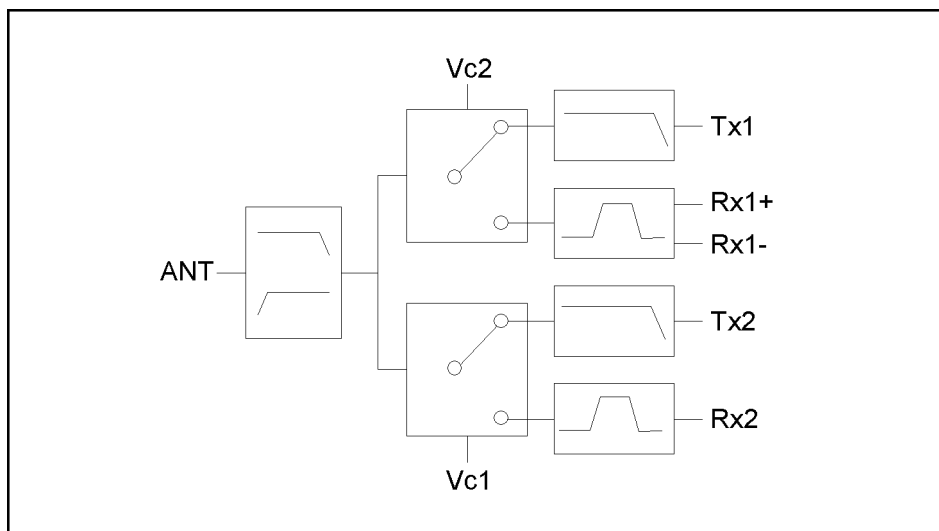 Vc2
Tx1
Rx1+
Rx1-
ANT
Tx2
Rx2
Vc1